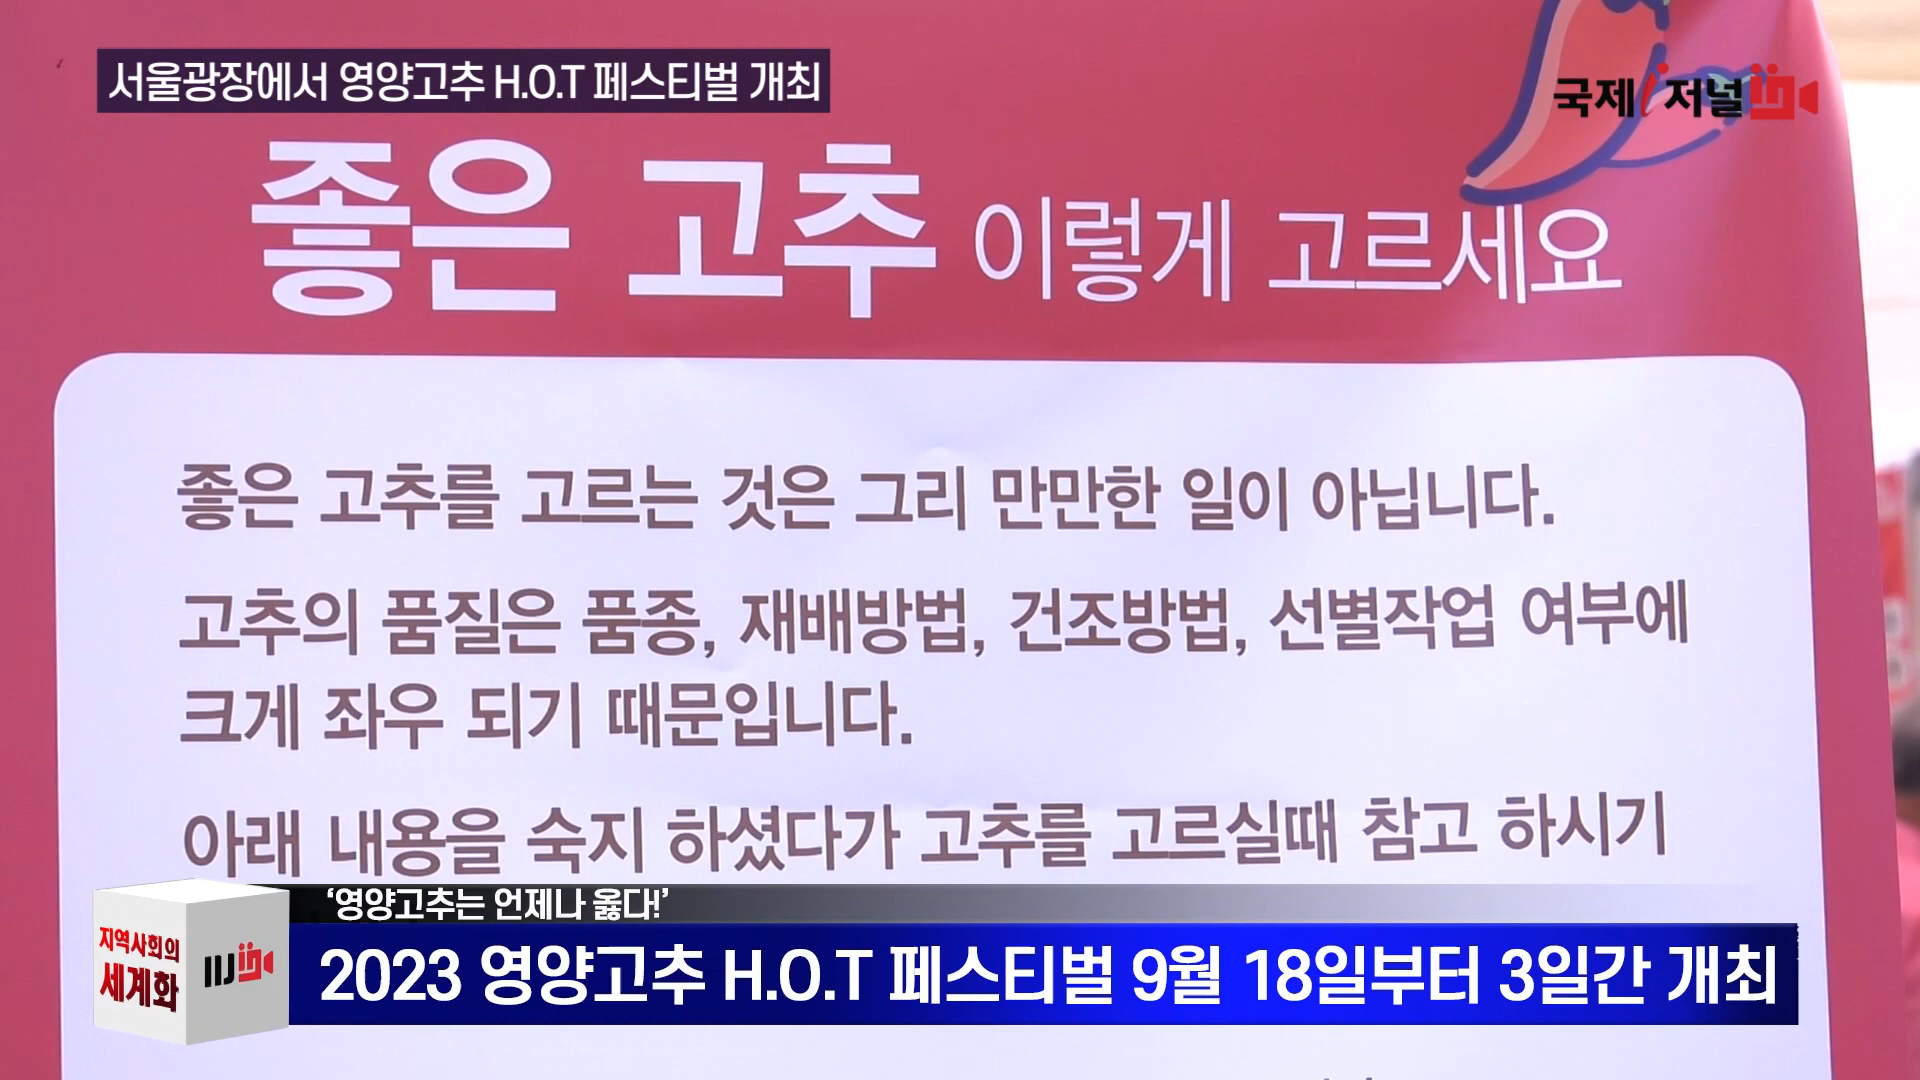 서울광장에서 영양고추 H.O.T 페스티벌 개최
국제i저널
좋은 고추 이렇게 고르세요
좋은 고추를 고르는 것은 그리 만만한 일이 아닙니다.
고추의 품질은 품종, 재배방법, 건조방법, 선별작업 여부에
크게 좌우 되기 때문입니다.
아래 내용을 숙지 하셨다가 고추를 고르실때 참고 하시기
‘영양고추는 언제나 옳다!’
지역사회의
세계화
2023 영양고추 H.O.T 페스티벌 9월 18일부터 3일간 개최